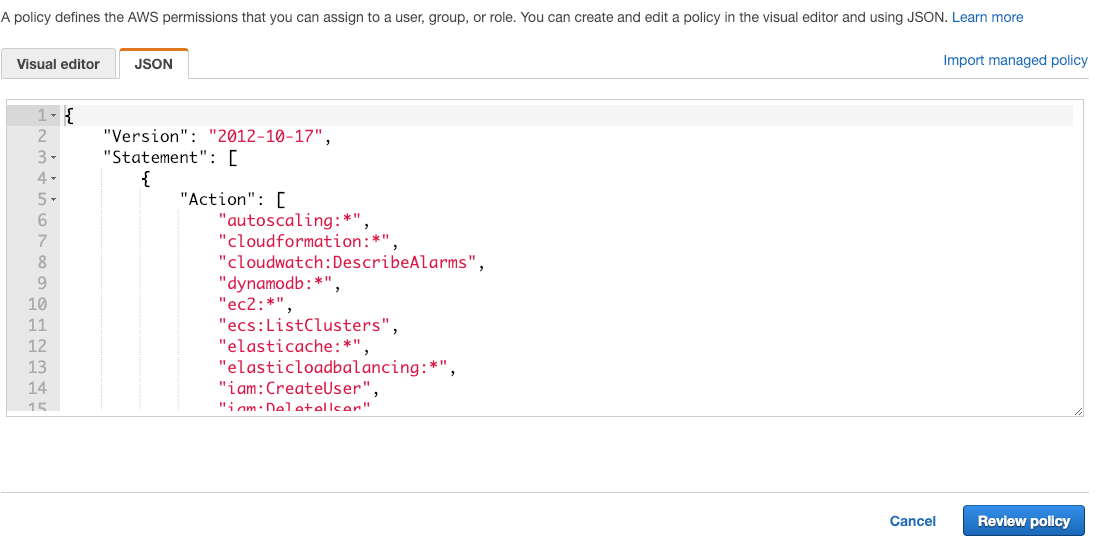 A policy defines the AWS permissions that you can assign to a user, group, or role. You can create and edit a policy in the visual editor and using JSON. Learn more
Visual editor JSON Import managed policy
1 {
2 "Version": "2012-10-17",
3 "Statement": [
4 {
5 "Action": [
6 "autoscaling:*",
7 "cloudformation:*",
8 "cloudwatch:DescribeAlarms",
9 "dynamodb:*",
10 "ec2:*",
11 "ecs:ListClusters",
12 "elasticache:*",
13 "elasticloadbalancing:*",
14 "iam:CreateUser",
15 "iam:DeleteUser"
Cancel Review policy